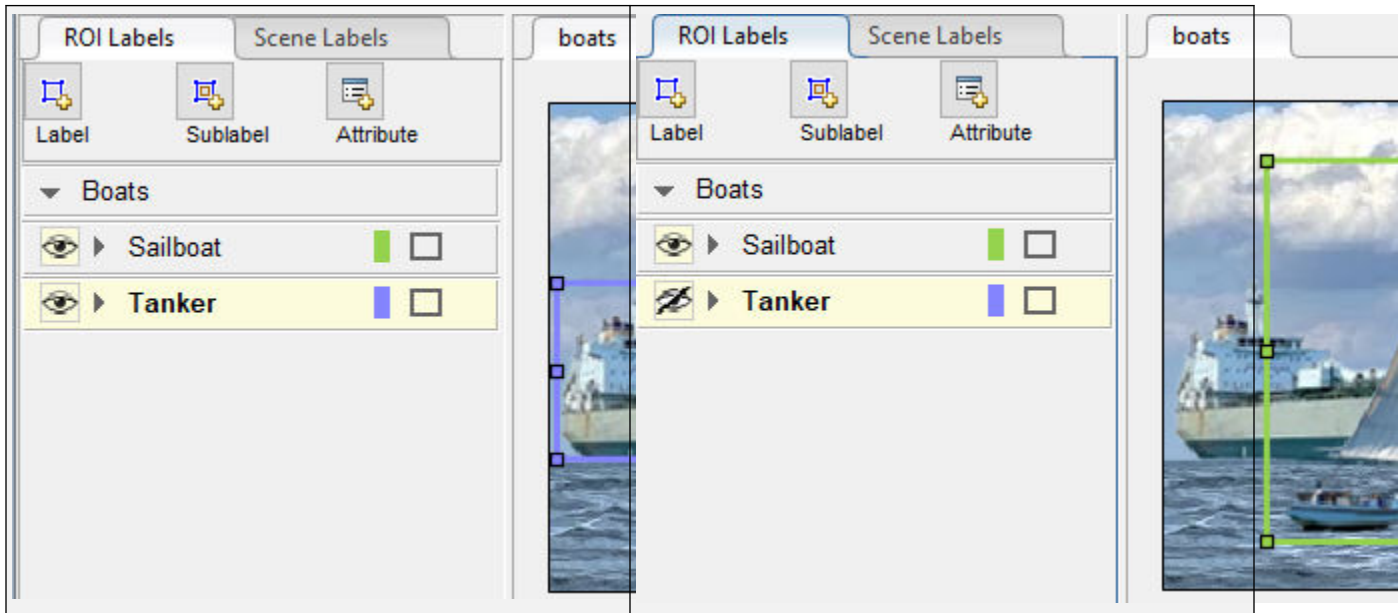 ROI Labels Scene Labels boats
Label Sublabel Attribute
Boats
Sailboat
Tanker
ROI Labels Scene Labels boats
Label Sublabel Attribute
Boats
Sailboat
Tanker